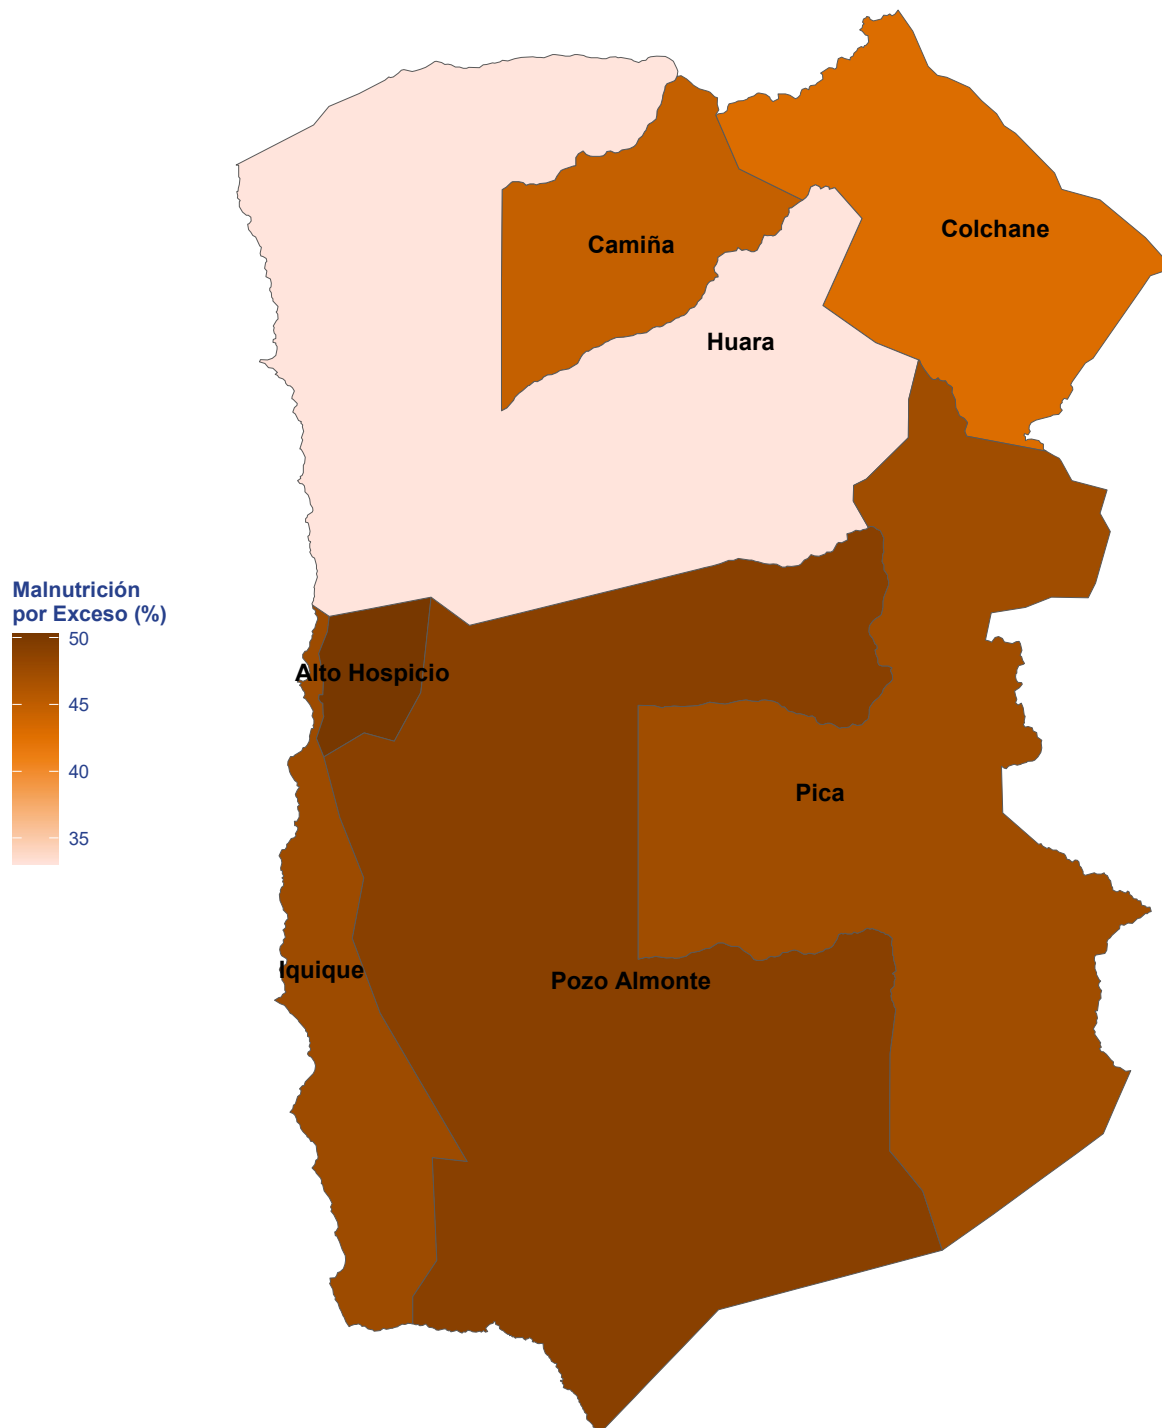 Colchane
Camiña
Huara
Malnutrición
por Exceso (%)
50
45
40
35
Alto Hospicio
Pica
Iquique
Pozo Almonte